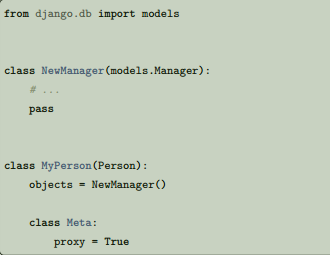 from django.db import models
class NewManager(models.Manager):
    # ...
    pass
class MyPerson(Person):
    objects = NewManager()
    class Meta:
        proxy = True